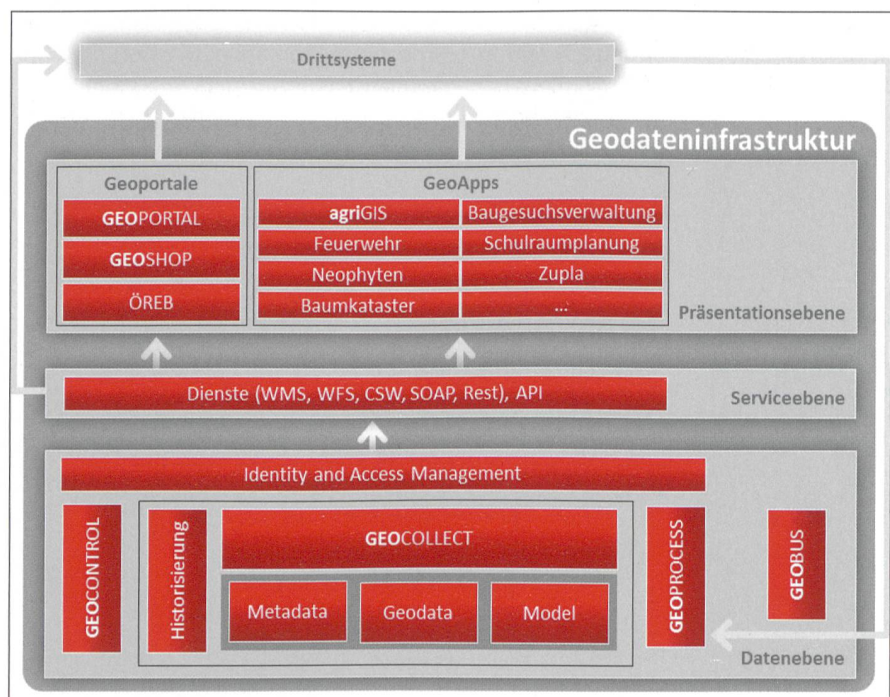 Drittsysteme
Geodateninfrastruktur
Geoportale
GEOPORTAL
GEOSHOP
ÖREB
GeoApps
agriGIS
Baugesuchsverwaltung
Feuerwehr
Schulraumplanung
Neophyten
Zupla
Baumkataster
...
Präsentationsebene
Dienste (WMS, WFS, CSW, SOAP, Rest), API
Serviceebene
Identity and Access Management
GEOCONTROL
Historisierung
GEOCOLLECT
Metadata
Geodata
Model
GEOPROCESS
GEOBUS
Datenebene